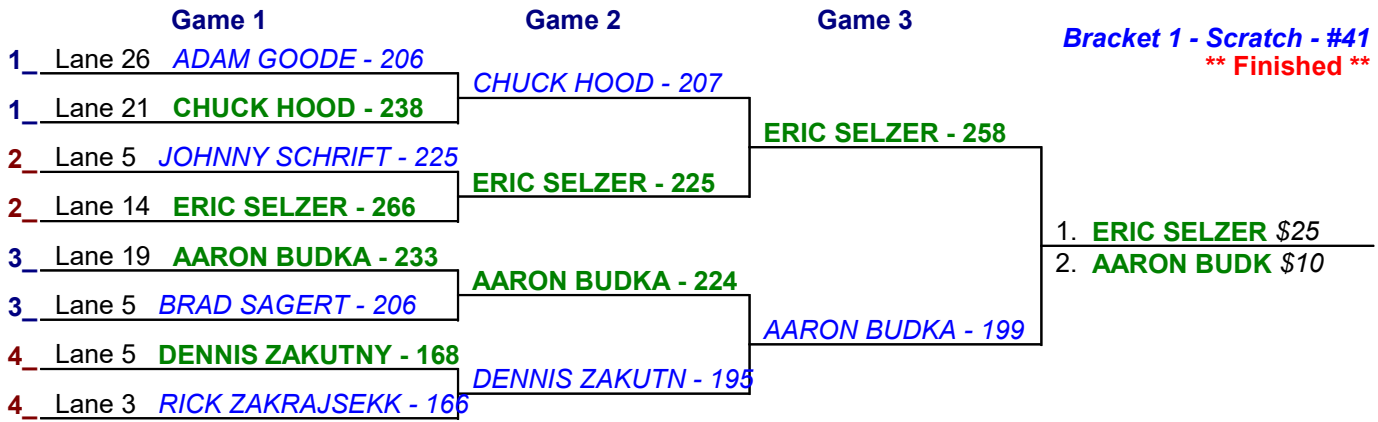 Game 1 Game 2 Game 3
Bracket 1 - Scratch - #41
** Finished **
1_ Lane 26 ADAM GOODE - 206
CHUCK HOOD - 207
1_ Lane 21 CHUCK HOOD - 238
ERIC SELZER - 258
2_ Lane 5 JOHNNY SCHRIFT - 225
ERIC SELZER - 225
2_ Lane 14 ERIC SELZER - 266
1. ERIC SELZER $25
3_ Lane 19 AARON BUDKA - 233
2. AARON BUDK $10
AARON BUDKA - 224
3_ Lane 5 BRAD SAGERT - 206
AARON BUDKA - 199
4_ Lane 5 DENNIS ZAKUTNY - 168
DENNIS ZAKUTN - 195
4_ Lane 3 RICK ZAKRAJSEKK - 166